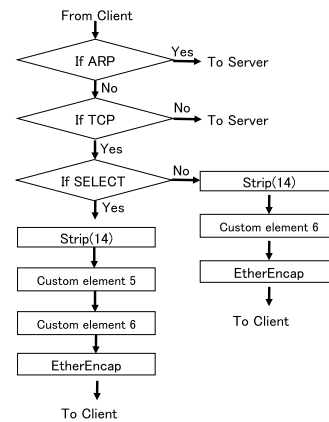 From Client
If ARP
Yes
To Server
No
If TCP
No
To Server
Yes
If SELECT
No
Yes
Strip(14)
Custom element 5
Custom element 6
EtherEncap
To Client
Strip(14)
Custom element 6
EtherEncap
To Client